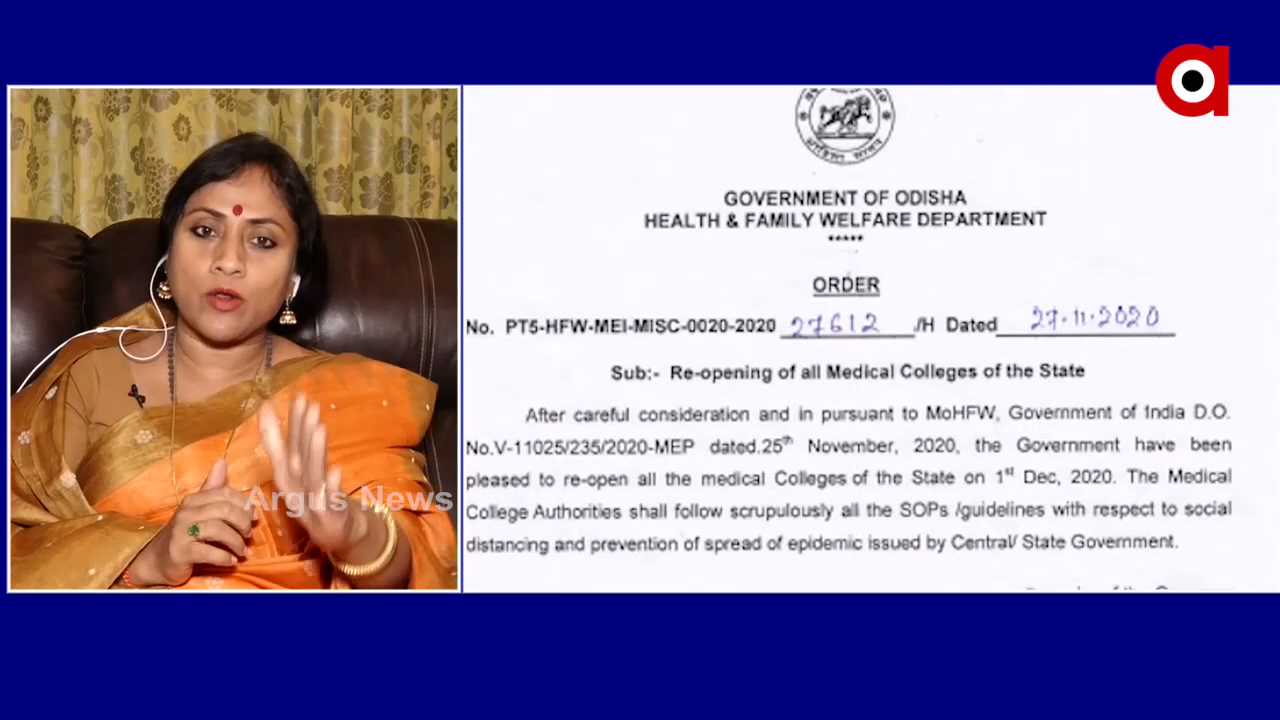 GOVERNMENT OF ODISHA
HEALTH & FAMILY WELFARE DEPARTMENT
*****
ORDER
No. PT5-HFW-MEI-MISC-0020-2020 27612 /H Dated 27.11.2020
Sub:- Re-opening of all Medical Colleges of the State
After careful consideration and in pursuant to MoHFW, Government of India D.O.
No.V-11025/235/2020-MEP dated.25th November, 2020, the Government have been
pleased to re-open all the medical Colleges of the State on 1st Dec, 2020. The Medical
College Authorities shall follow scrupulously all the SOPs /guidelines with respect to social
distancing and prevention of spread of epidemic issued by Central/ State Government.
Argus News